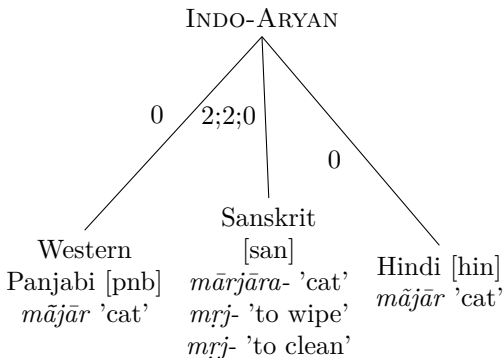 INDO-ARYAN
0
2;2;0
0
Western
Panjabi [pnb]
mā̃jār 'cat'
Sanskrit
[san]
mārjāra- 'cat'
mṛj- 'to wipe'
mṛj- 'to clean'
Hindi [hin]
mā̃jār 'cat'